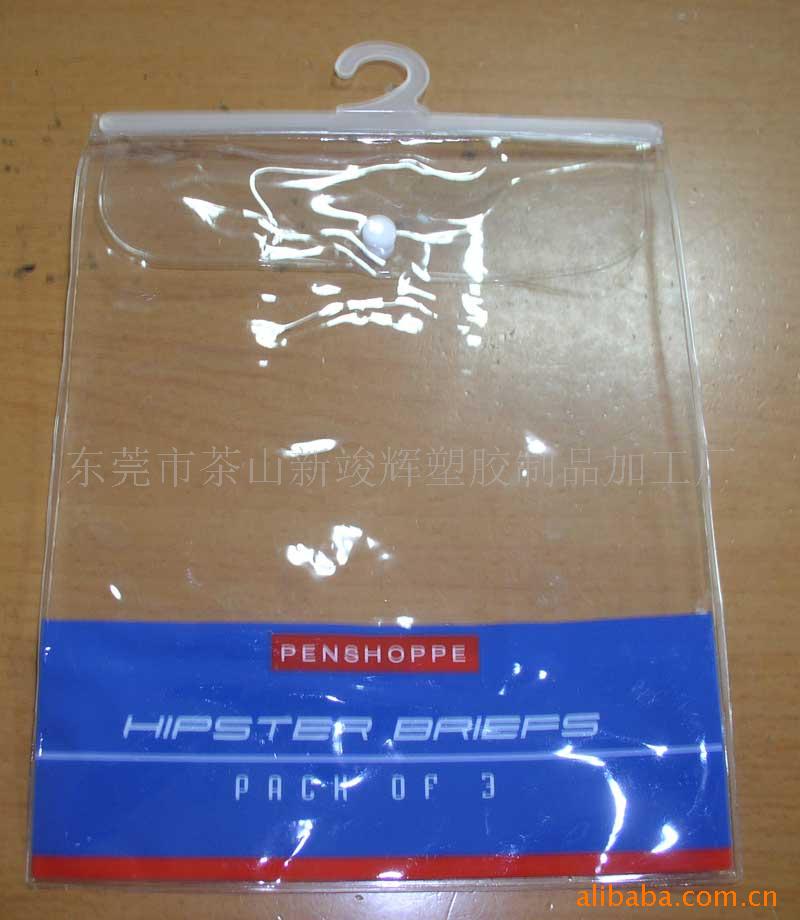 东莞市茶山新竣辉塑胶制品加工厂
PENSHOPPE
HIPSTER BRIEFS
PACK OF 3
alibaba.com.cn